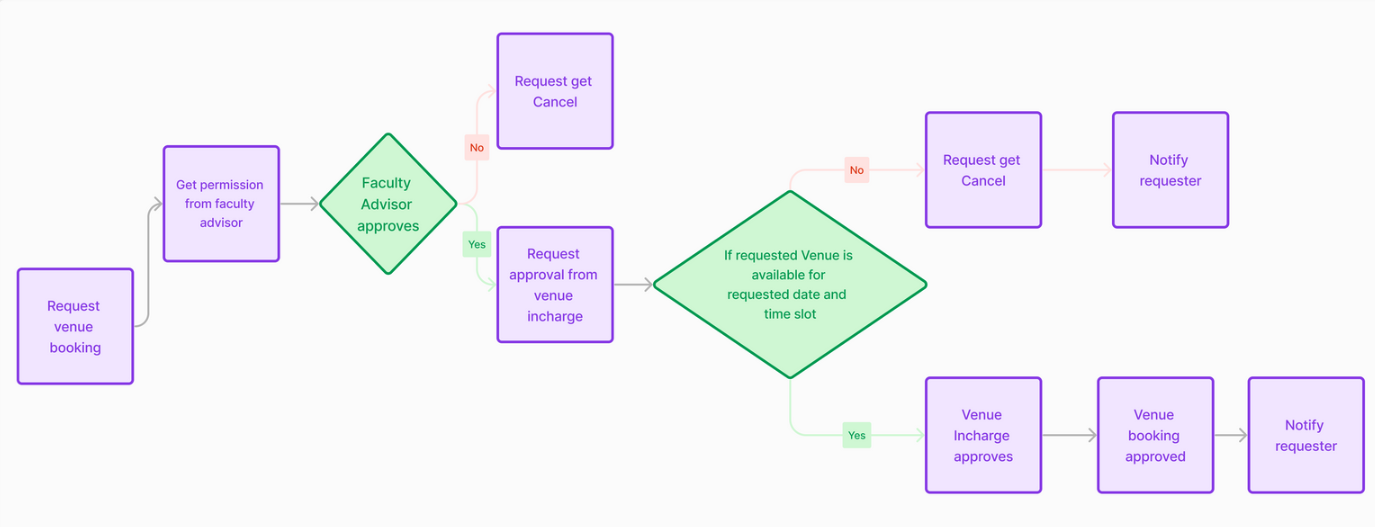 Request
venue
booking
Get permission
from faculty
advisor
Faculty
Advisor
approves
No
Request get
Cancel
Yes
Request
approval from
venue
incharge
If requested Venue is
available for
requested date and
time slot
No
Request get
Cancel
Notify
requester
Yes
Venue
Incharge
approves
Venue
booking
approved
Notify
requester